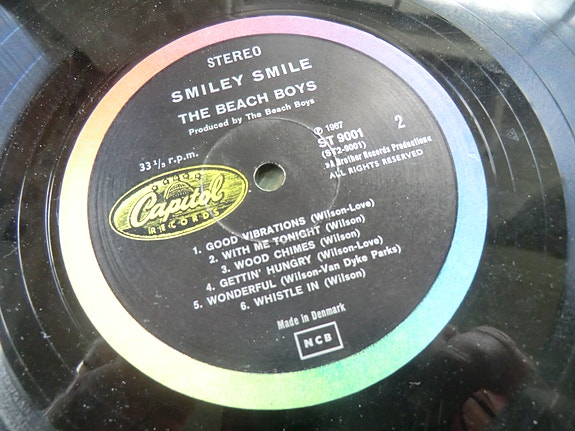 STEREO
SMILEY SMILE
THE BEACH BOYS
Produced by The Beach Boys
33 1/3 r.p.m.
℗ 1967
ST 9001
(ST2-9001)
A Brother Records Productions
ALL RIGHTS RESERVED
2
Capitol
RECORDS
1. GOOD VIBRATIONS (Wilson-Love)
2. WITH ME TONIGHT (Wilson)
3. WOOD CHIMES (Wilson)
4. GETTIN' HUNGRY (Wilson-Love)
5. WONDERFUL (Wilson-Van Dyke Parks)
6. WHISTLE IN (Wilson)
Made in Denmark
NCB